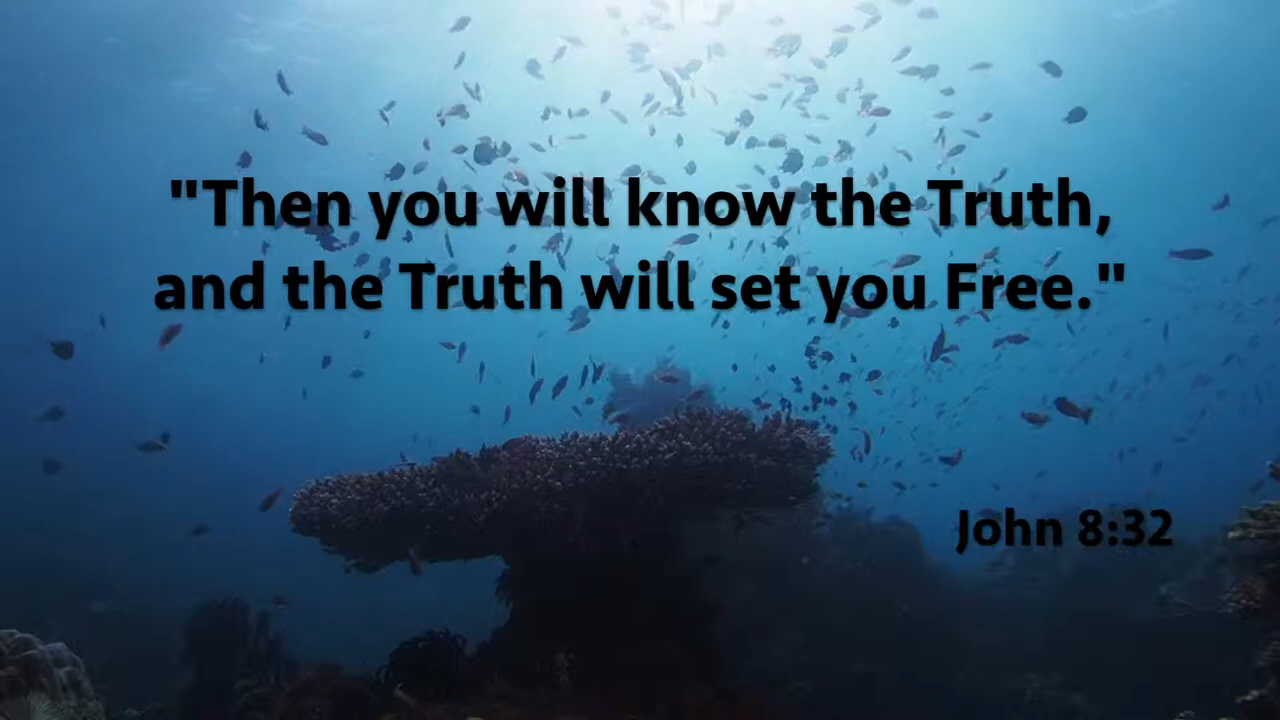 "Then you will know the Truth,
and the Truth will set you Free."
John 8:32